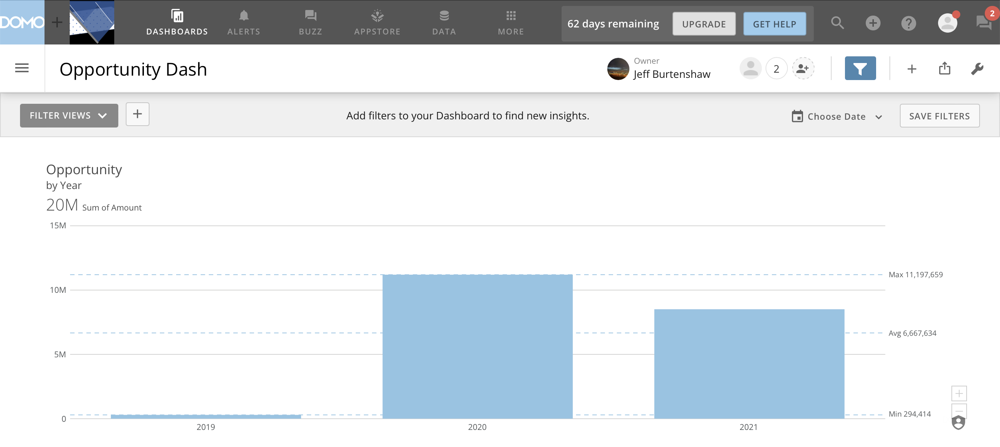 DOMO
DASHBOARDS
ALERTS
BUZZ
APPSTORE
DATA
MORE
62 days remaining
UPGRADE
GET HELP
2
Opportunity Dash
Owner
Jeff Burtenshaw
2
FILTER VIEWS
Add filters to your Dashboard to find new insights.
Choose Date
SAVE FILTERS
Opportunity
by Year
20M Sum of Amount
15M
Max 11,197,659
10M
Avg 6,667,634
5M
Min 294,414
0
2019
2020
2021